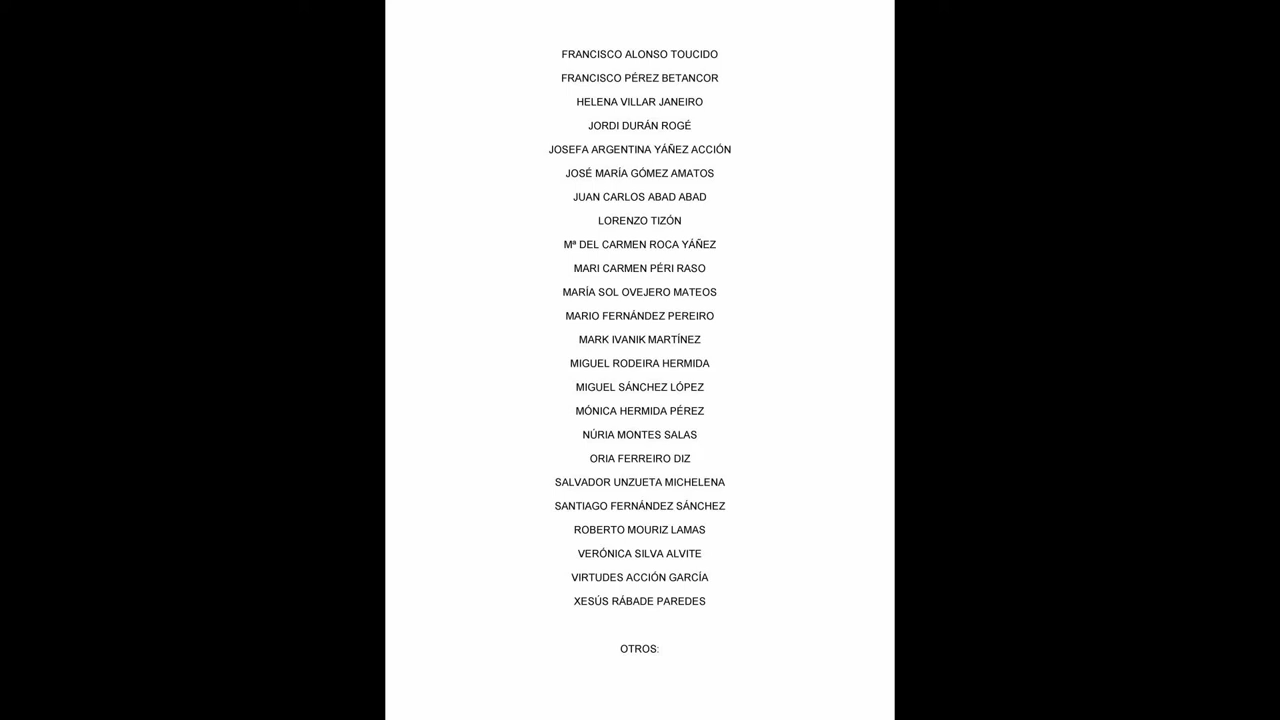 FRANCISCO ALONSO TOUCIDO
FRANCISCO PÉREZ BETANCOR
HELENA VILLAR JANEIRO
JORDI DURÁN ROGÉ
JOSEFA ARGENTINA YÁÑEZ ACCIÓN
JOSÉ MARÍA GÓMEZ AMATOS
JUAN CARLOS ABAD ABAD
LORENZO TIZÓN
Mª DEL CARMEN ROCA YÁÑEZ
MARI CARMEN PÉRI RASO
MARÍA SOL OVEJERO MATEOS
MARIO FERNÁNDEZ PEREIRO
MARK IVANIK MARTÍNEZ
MIGUEL RODEIRA HERMIDA
MIGUEL SÁNCHEZ LÓPEZ
MÓNICA HERMIDA PÉREZ
NÚRIA MONTES SALAS
ORIA FERREIRO DIZ
SALVADOR UNZUETA MICHELENA
SANTIAGO FERNÁNDEZ SÁNCHEZ
ROBERTO MOURIZ LAMAS
VERÓNICA SILVA ALVITE
VIRTUDES ACCIÓN GARCÍA
XESÚS RÁBADE PAREDES
OTROS: